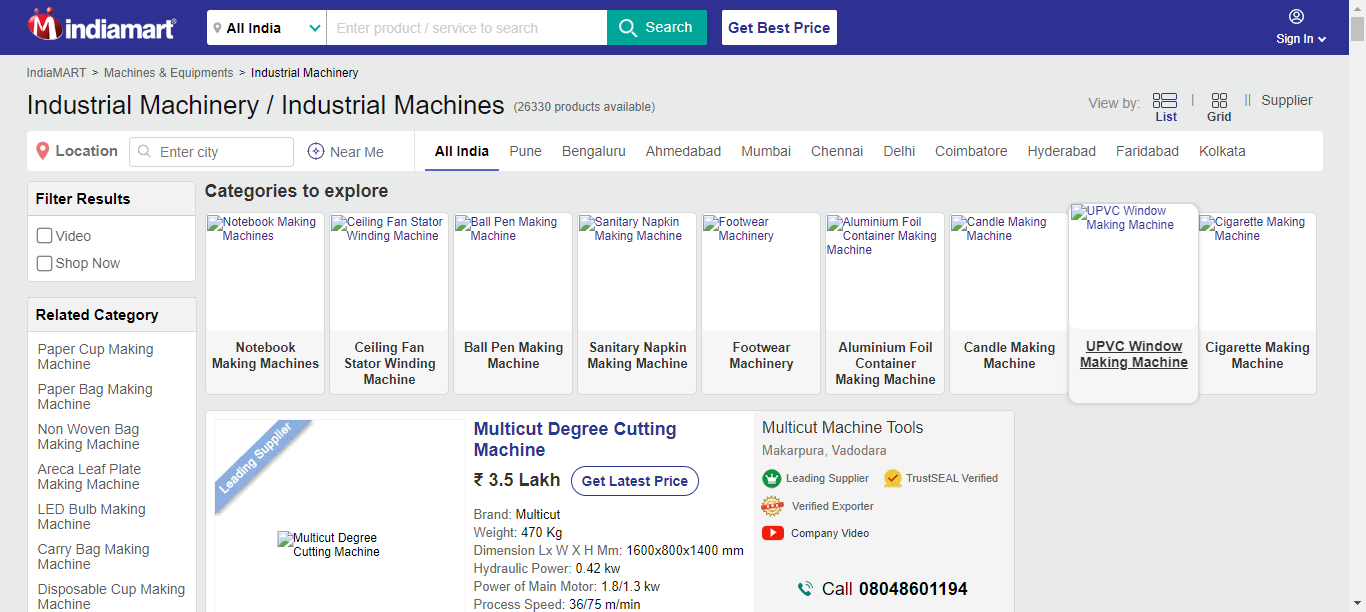 indiamart
All India
Enter product / service to search
Search
Get Best Price
Sign In
IndiaMART > Machines & Equipments > Industrial Machinery
Industrial Machinery / Industrial Machines (26330 products available)
View by:
List
|
Grid
||
Supplier
Location
Enter city
Near Me
All India
Pune
Bengaluru
Ahmedabad
Mumbai
Chennai
Delhi
Coimbatore
Hyderabad
Faridabad
Kolkata
Filter Results
Video
Shop Now
Related Category
Paper Cup Making
Machine
Paper Bag Making
Machine
Non Woven Bag
Making Machine
Areca Leaf Plate
Making Machine
LED Bulb Making
Machine
Carry Bag Making
Machine
Disposable Cup Making
Machine
Categories to explore
Notebook Making
Machines
Notebook
Making Machines
Ceiling Fan Stator
Winding Machine
Ceiling Fan
Stator Winding
Machine
Ball Pen Making
Machine
Ball Pen Making
Machine
Sanitary Napkin
Making Machine
Sanitary Napkin
Making Machine
Footwear
Machinery
Footwear
Machinery
Aluminium Foil
Container Making
Machine
Aluminium Foil
Container
Making Machine
Candle Making
Machine
Candle Making
Machine
UPVC Window
Making Machine
UPVC Window
Making Machine
Cigarette Making
Machine
Cigarette Making
Machine
Leading Supplier
Multicut Degree
Cutting Machine
Multicut Degree Cutting
Machine
₹ 3.5 Lakh
Get Latest Price
Brand: Multicut
Weight: 470 Kg
Dimension Lx W X H Mm: 1600x800x1400 mm
Hydraulic Power: 0.42 kw
Power of Main Motor: 1.8/1.3 kw
Process Speed: 36/75 m/min
Multicut Machine Tools
Makarpura, Vadodara
Leading Supplier
TrustSEAL Verified
Verified Exporter
Company Video
Call 08048601194